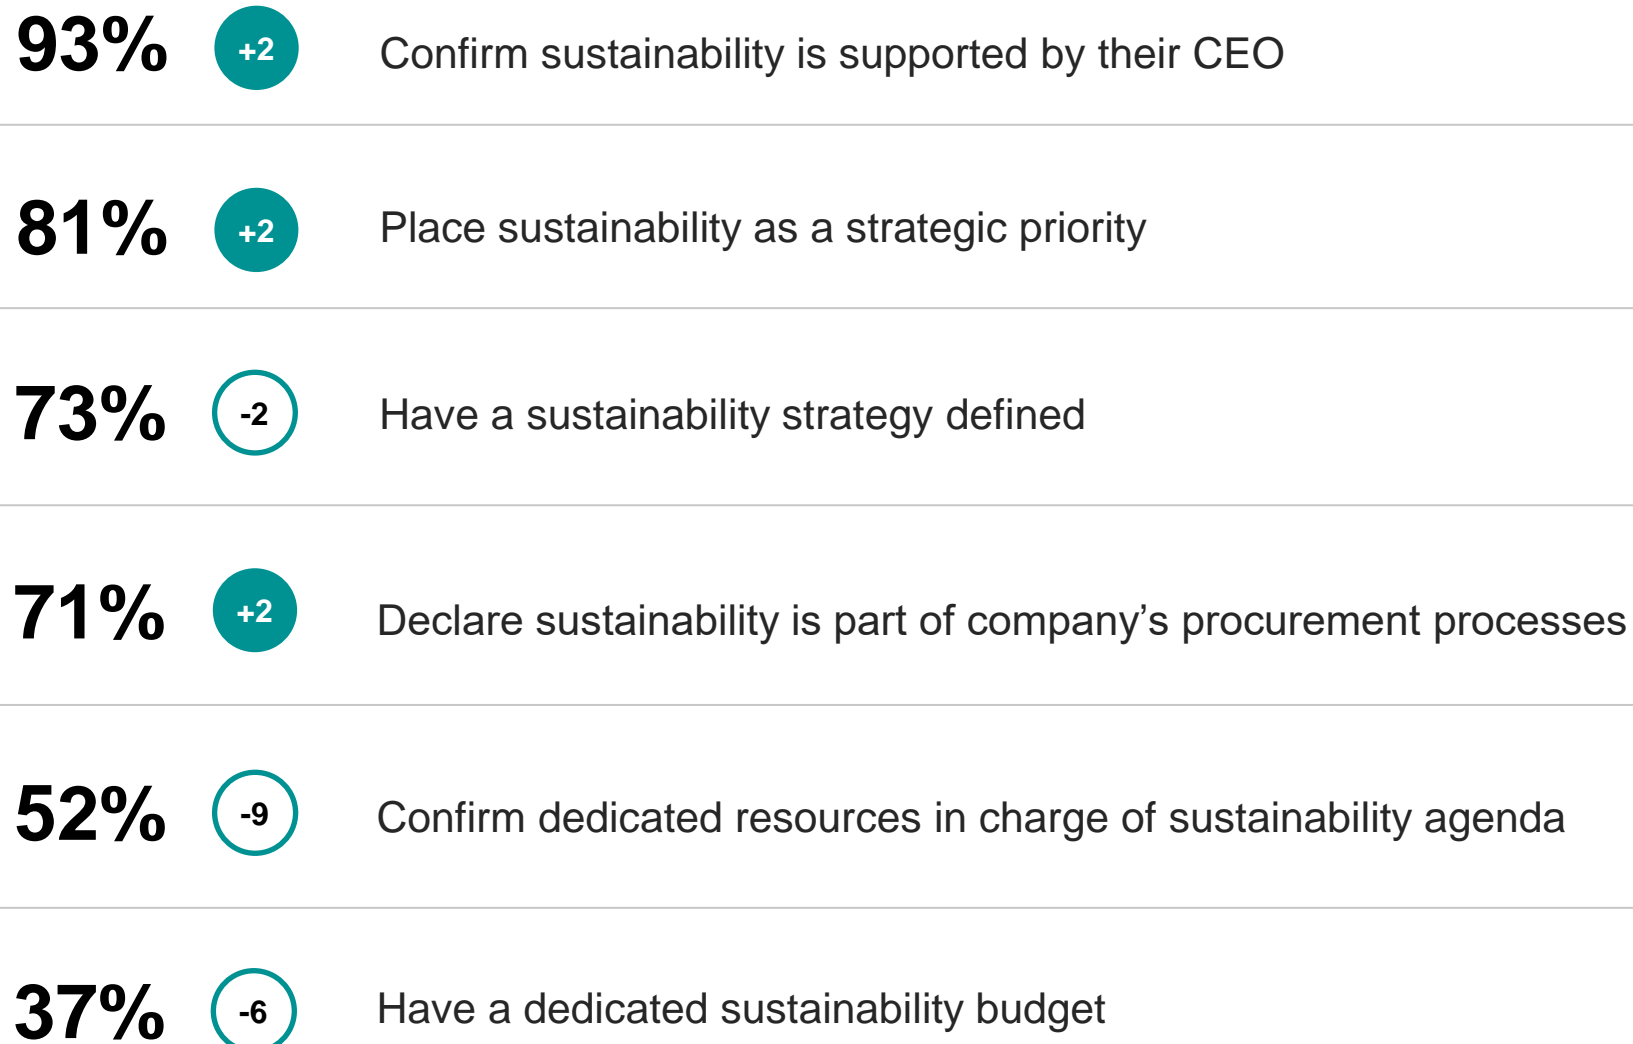 93% +2 Confirm sustainability is supported by their CEO
81% +2 Place sustainability as a strategic priority
73% -2 Have a sustainability strategy defined
71% +2 Declare sustainability is part of company’s procurement processes
52% -9 Confirm dedicated resources in charge of sustainability agenda
37% -6 Have a dedicated sustainability budget